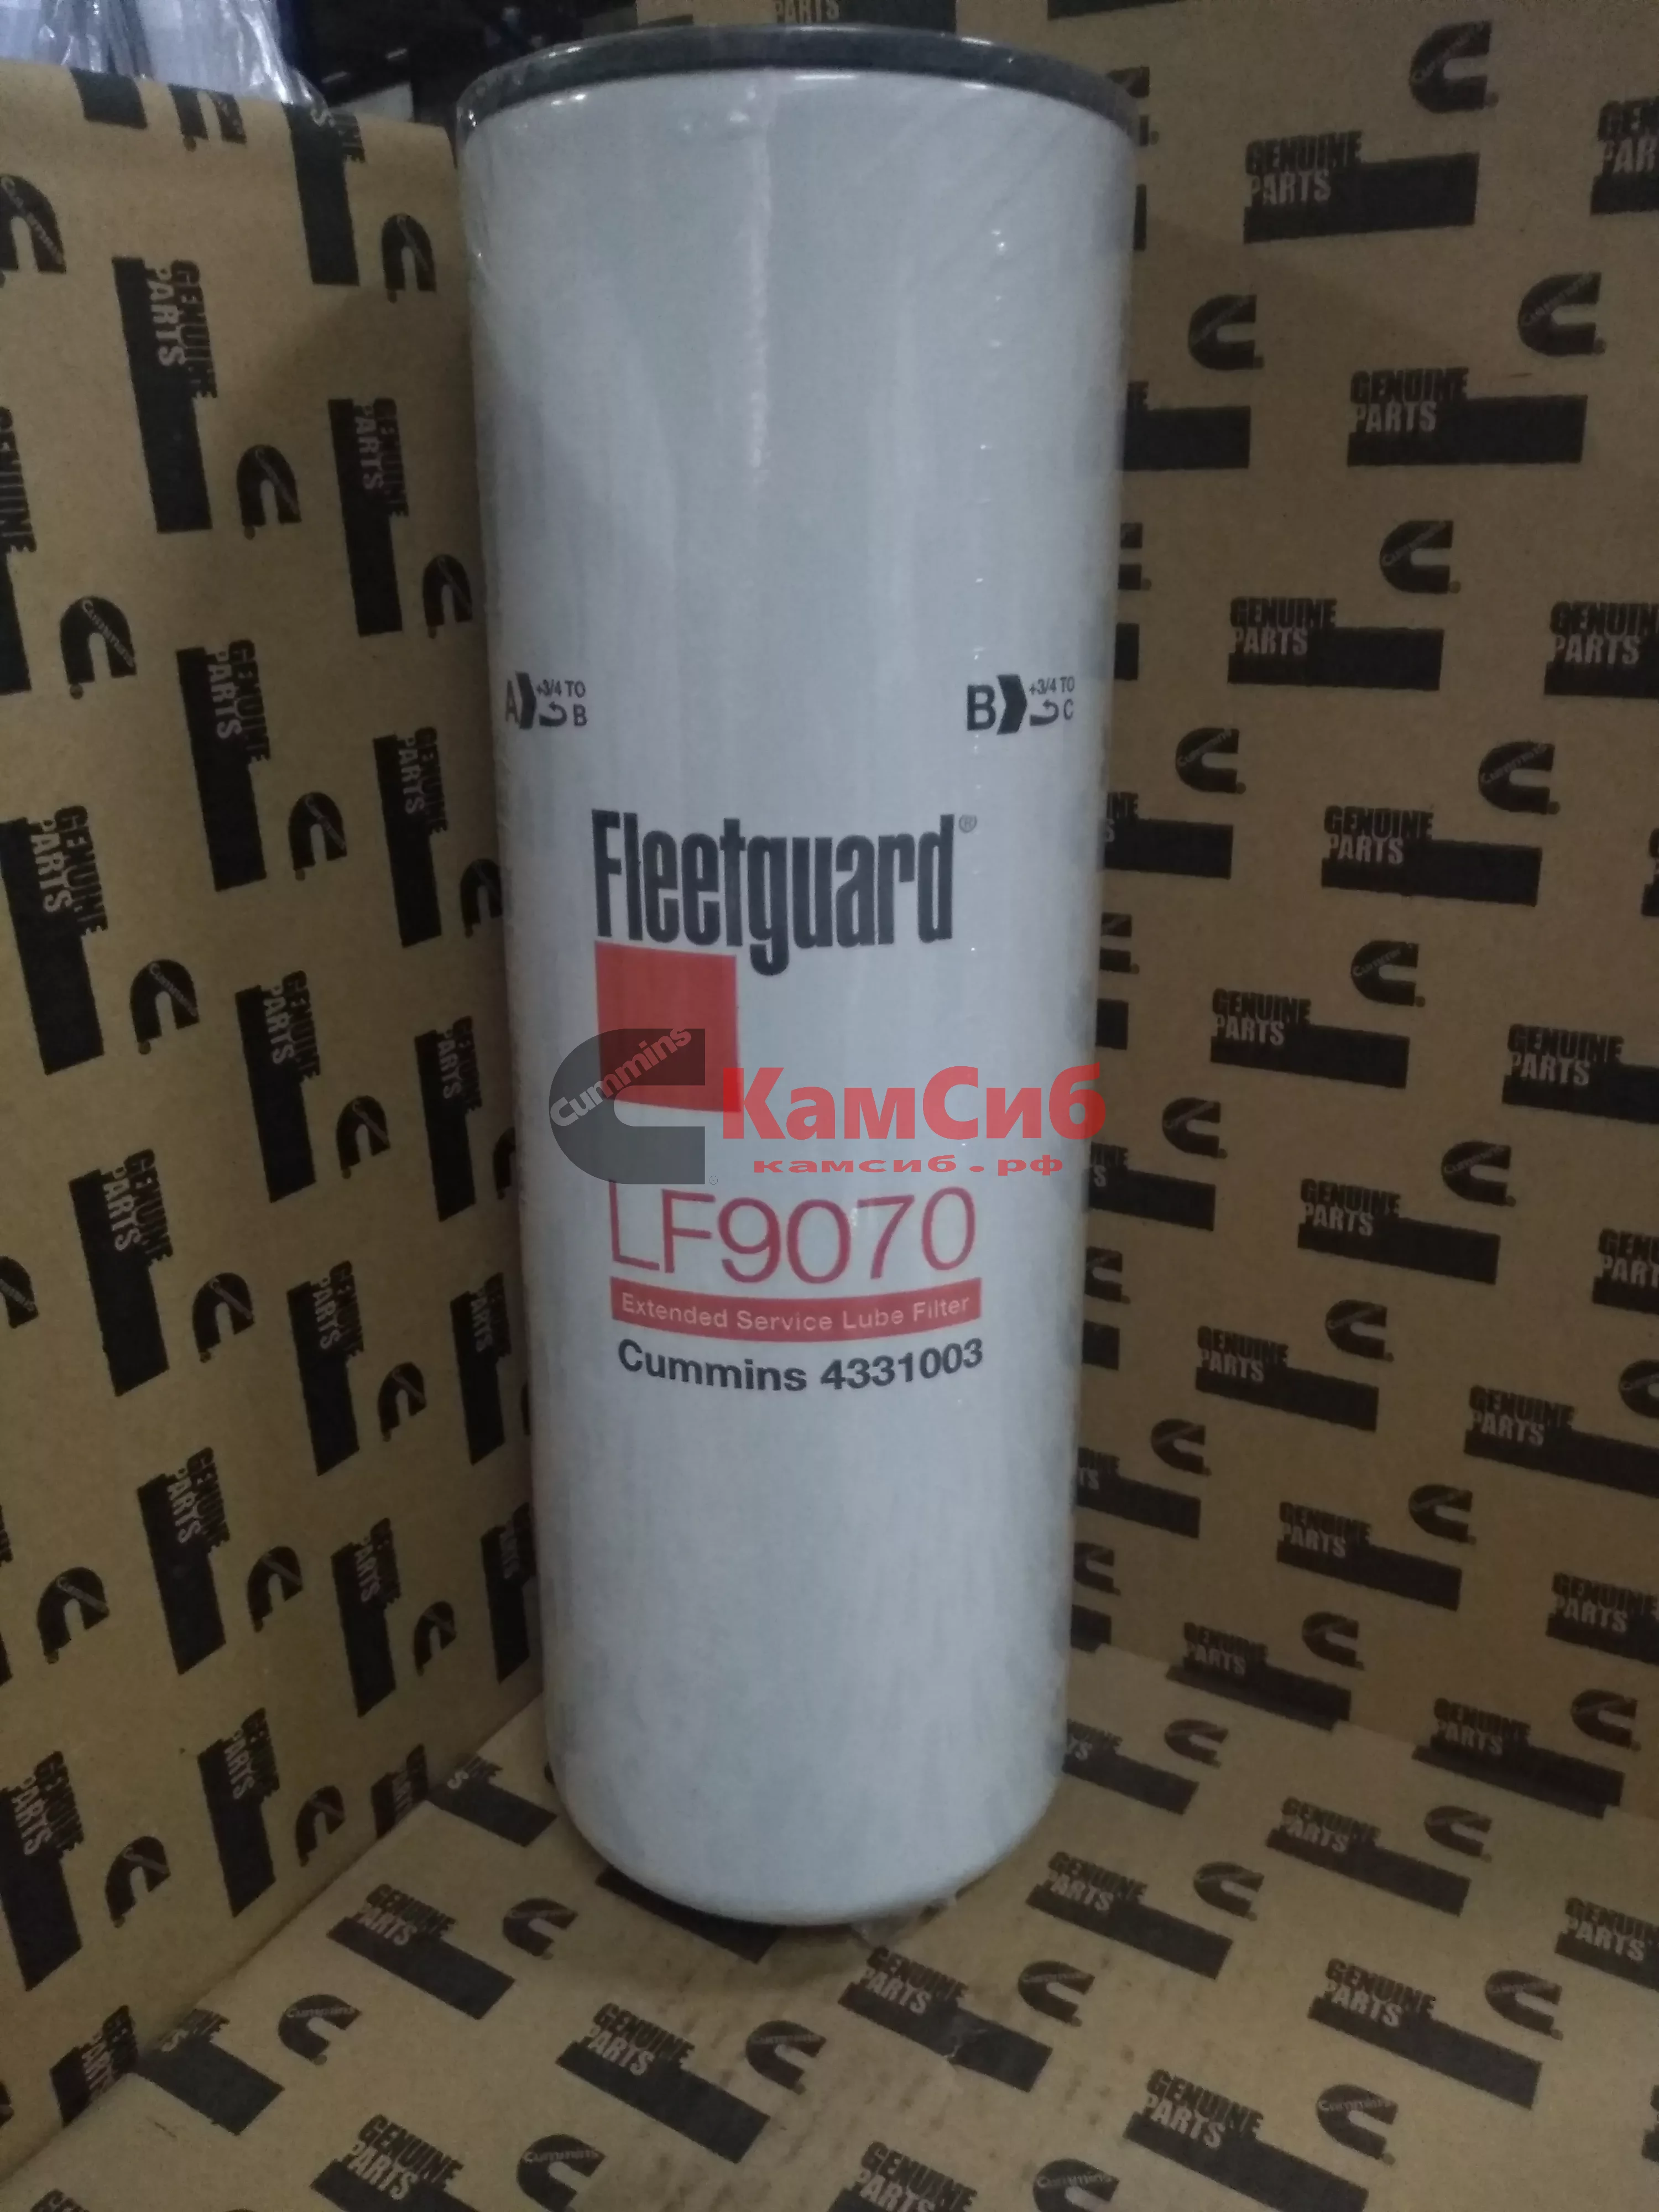 A +3/4 TO
B
B +3/4 TO
C
Fleetguard®
Cummins
КамСиб
камсиб.рф
LF9070
Extended Service Lube Filter
Cummins 4331003
GENUINE
PARTS
Cummins